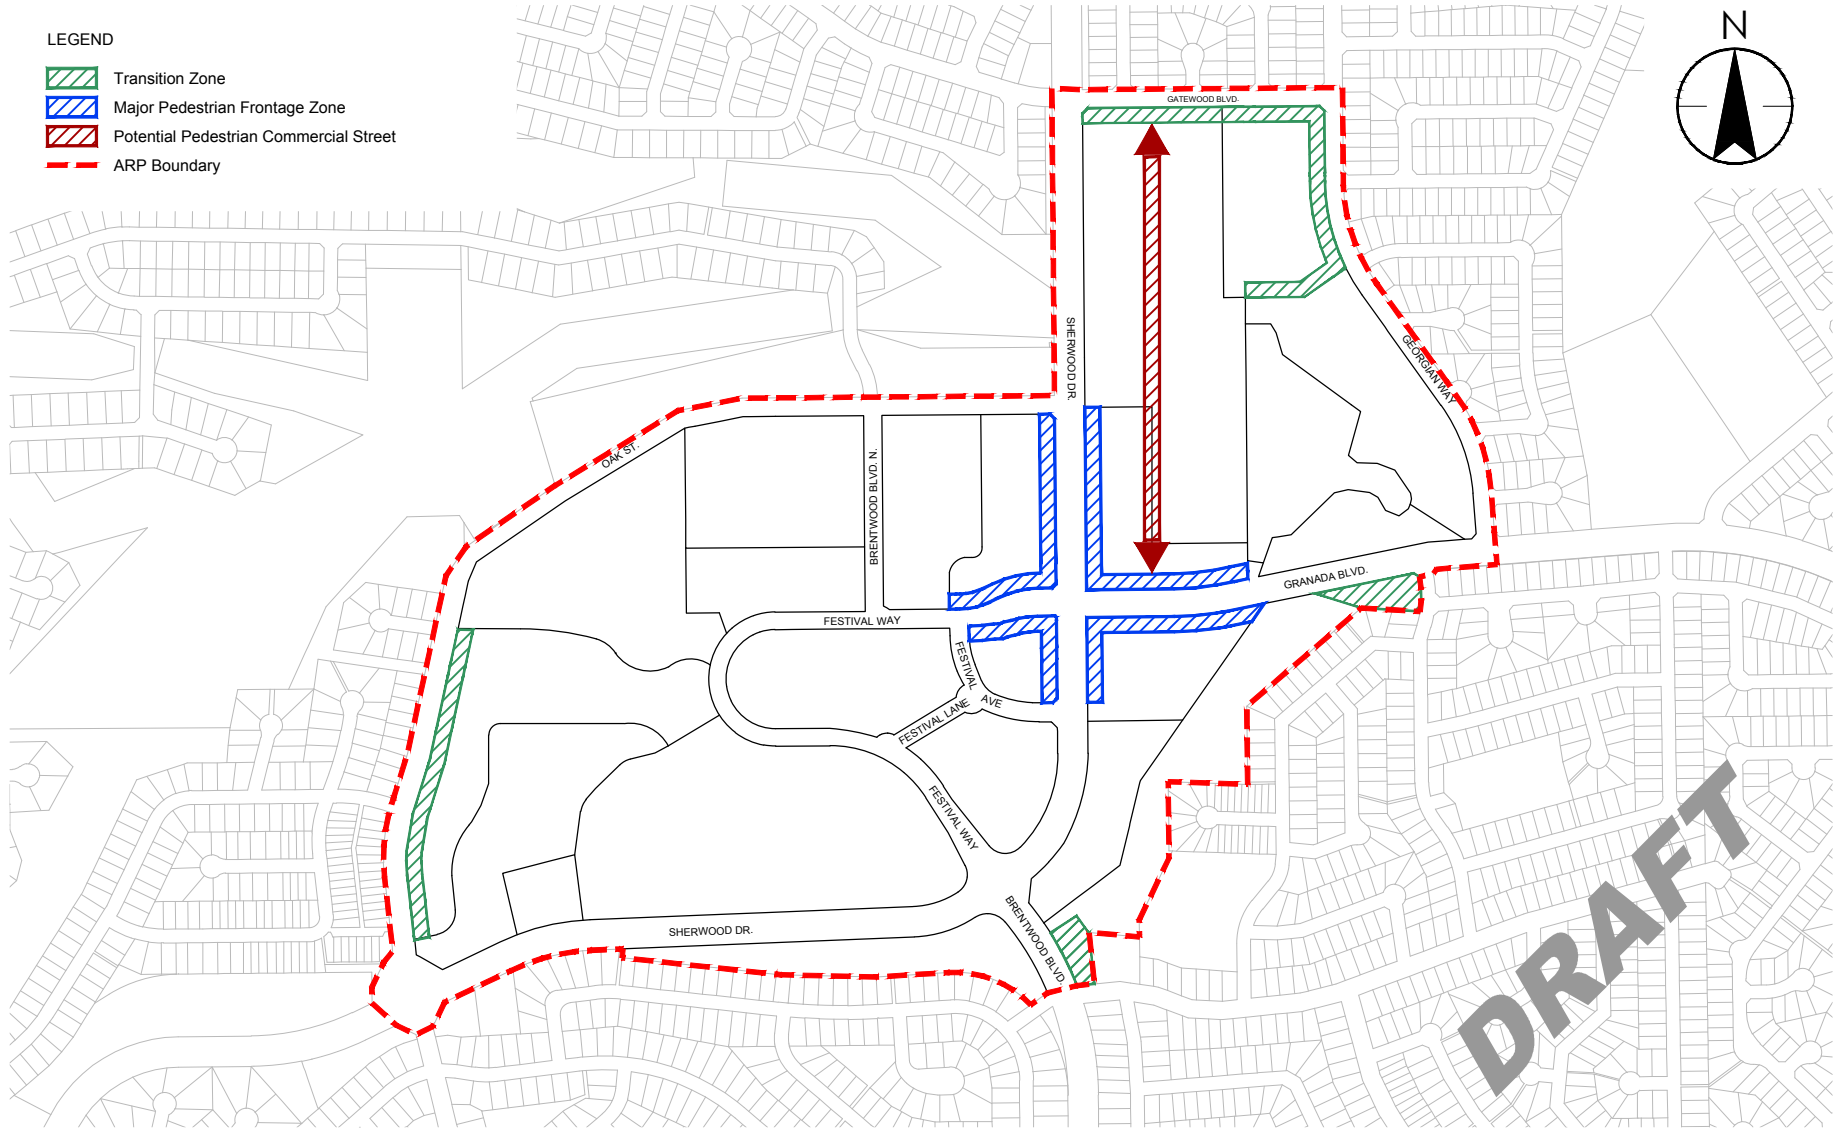 LEGEND
Transition Zone
Major Pedestrian Frontage Zone
Potential Pedestrian Commercial Street
ARP Boundary
N
GATEWOOD BLVD.
SHERWOOD DR.
GEORGIAN WAY
OAK ST.
BRENTWOOD BLVD. N.
GRANADA BLVD.
FESTIVAL WAY
FESTIVAL
AVE
FESTIVAL LANE
FESTIVAL WAY
BRENTWOOD BLVD.
SHERWOOD DR.
DRAFT